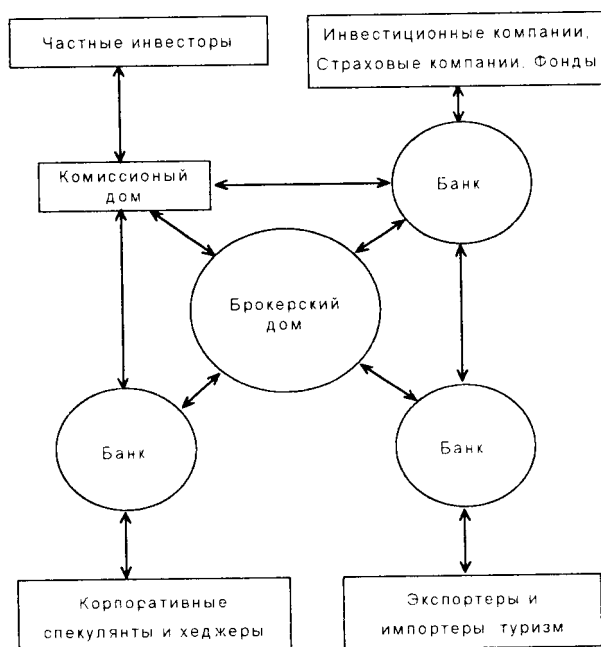 Частные инвесторы
Инвестиционные компании,
Страховые компании, Фонды
Комиссионый
дом
Банк
Брокерский
дом
Банк
Банк
Корпоративные
спекулянты и хеджеры
Экспортеры и
импортеры туризм